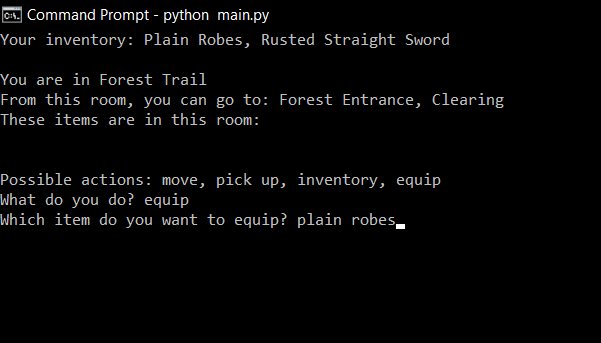 Command Prompt - python main.py
Your inventory: Plain Robes, Rusted Straight Sword
You are in Forest Trail
From this room, you can go to: Forest Entrance, Clearing
These items are in this room:
Possible actions: move, pick up, inventory, equip
What do you do? equip
Which item do you want to equip? plain robes